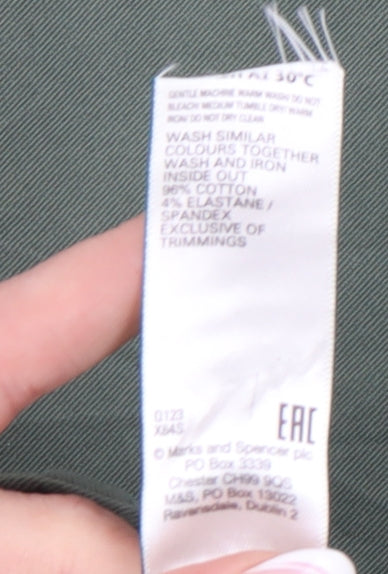 AT 30°C
GENTLE MACHINE WARM WASH DO NOT
BLEACH MEDIUM TUMBLE DRY WARM
IRON DO NOT DRY CLEAN
WASH SIMILAR
COLOURS TOGETHER
WASH AND IRON
INSIDE OUT
96% COTTON
4% ELASTANE /
SPANDEX
EXCLUSIVE OF
TRIMMINGS
EAC
© Marks and Spencer plc
PO Box 3339
Chester CH99 9QS
M&S, PO Box 13022
Ravensdale, Dublin 2